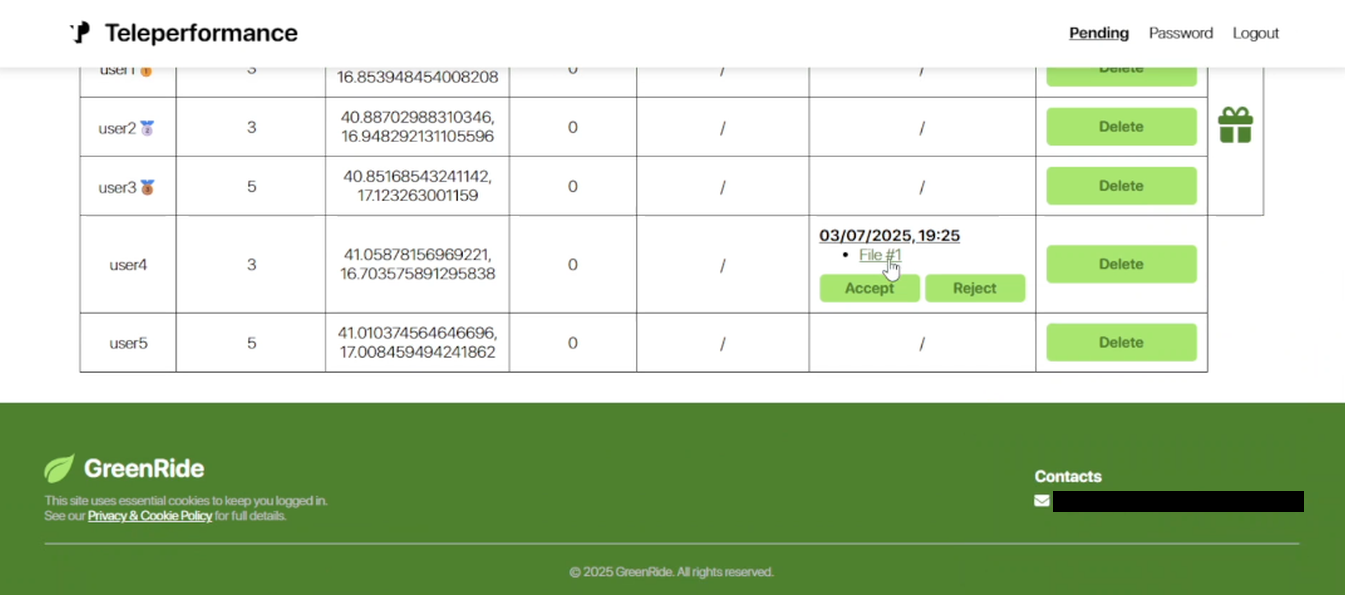 Teleperformance
Pending Password Logout
user1 3 16.853948454008208 0 / / Delete
40.88702988310346,
user2 3 16.948292131105596 0 / / Delete
40.85168543241142,
user3 5 17.123263001159 0 / / Delete
03/07/2025, 19:25
File #1
41.05878156969221,
user4 3 16.703575891295838 0 / Delete
Accept Reject
41.010374564646696,
user5 5 17.008459494241862 0 / / Delete
GreenRide
This site uses essential cookies to keep you logged in.
See our Privacy & Cookie Policy for full details.
Contacts
© 2025 GreenRide. All rights reserved.